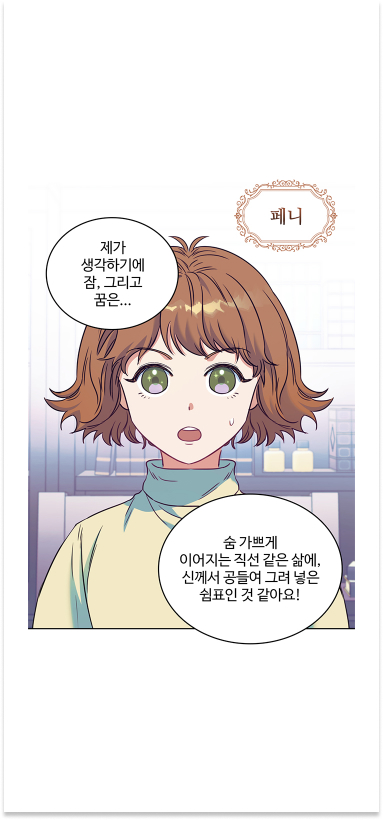 페니
제가
생각하기에
잠, 그리고
꿈은...
숨 가쁘게
이어지는 직선 같은 삶에,
신께서 공들여 그려 넣은
쉼표인 것 같아요!